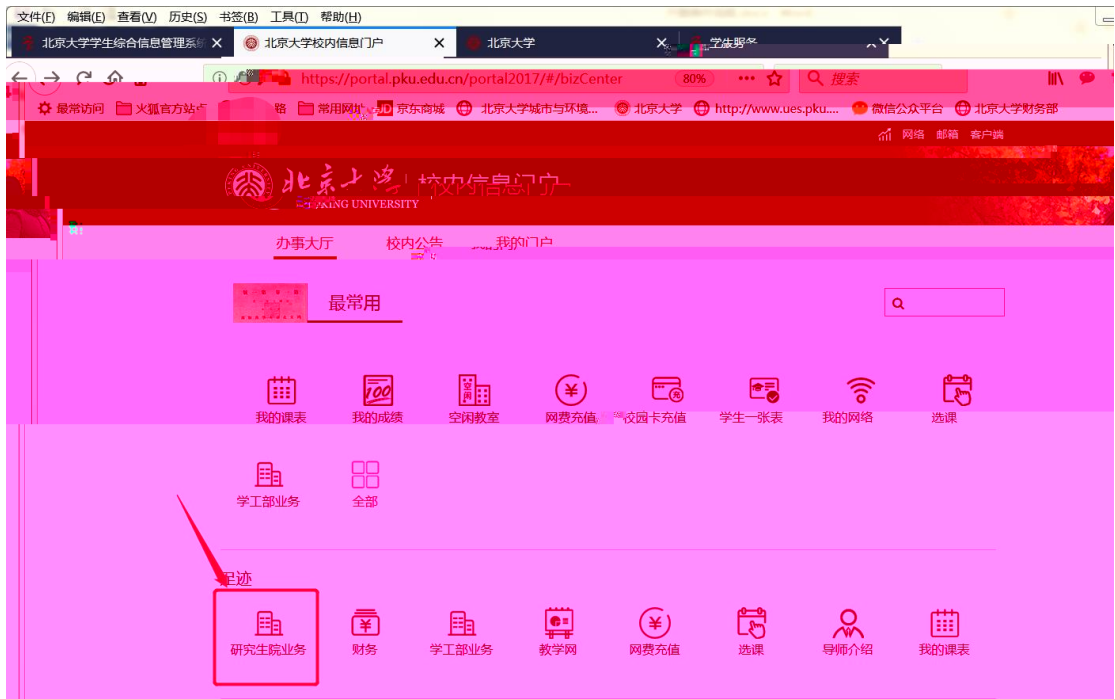 文件(F) 编辑(E) 查看(V) 历史(S) 书签(B) 工具(T) 帮助(H)
北京大学学生综合信息管理系统 北京大学校内信息门户 北京大学 学生服务
https://portal.pku.edu.cn/portal2017/#/bizCenter 80% 搜索
最常访问 火狐官方站点 路 常用网址 JD 京东商城 北京大学城市与环境... 北京大学 http://www.ues.pku.... 微信公众平台 北京大学财务部
网络 邮箱 客户端
北京大学 校内信息门户
KING UNIVERSITY
办事大厅 校内公告 我的门户
最常用
我的课表 我的成绩 空闲教室 网费充值 校园卡充值 学生一张表 我的网络 选课
学工部业务 全部
足迹
研究生院业务 财务 学工部业务 教学网 网费充值 选课 导师介绍 我的课表